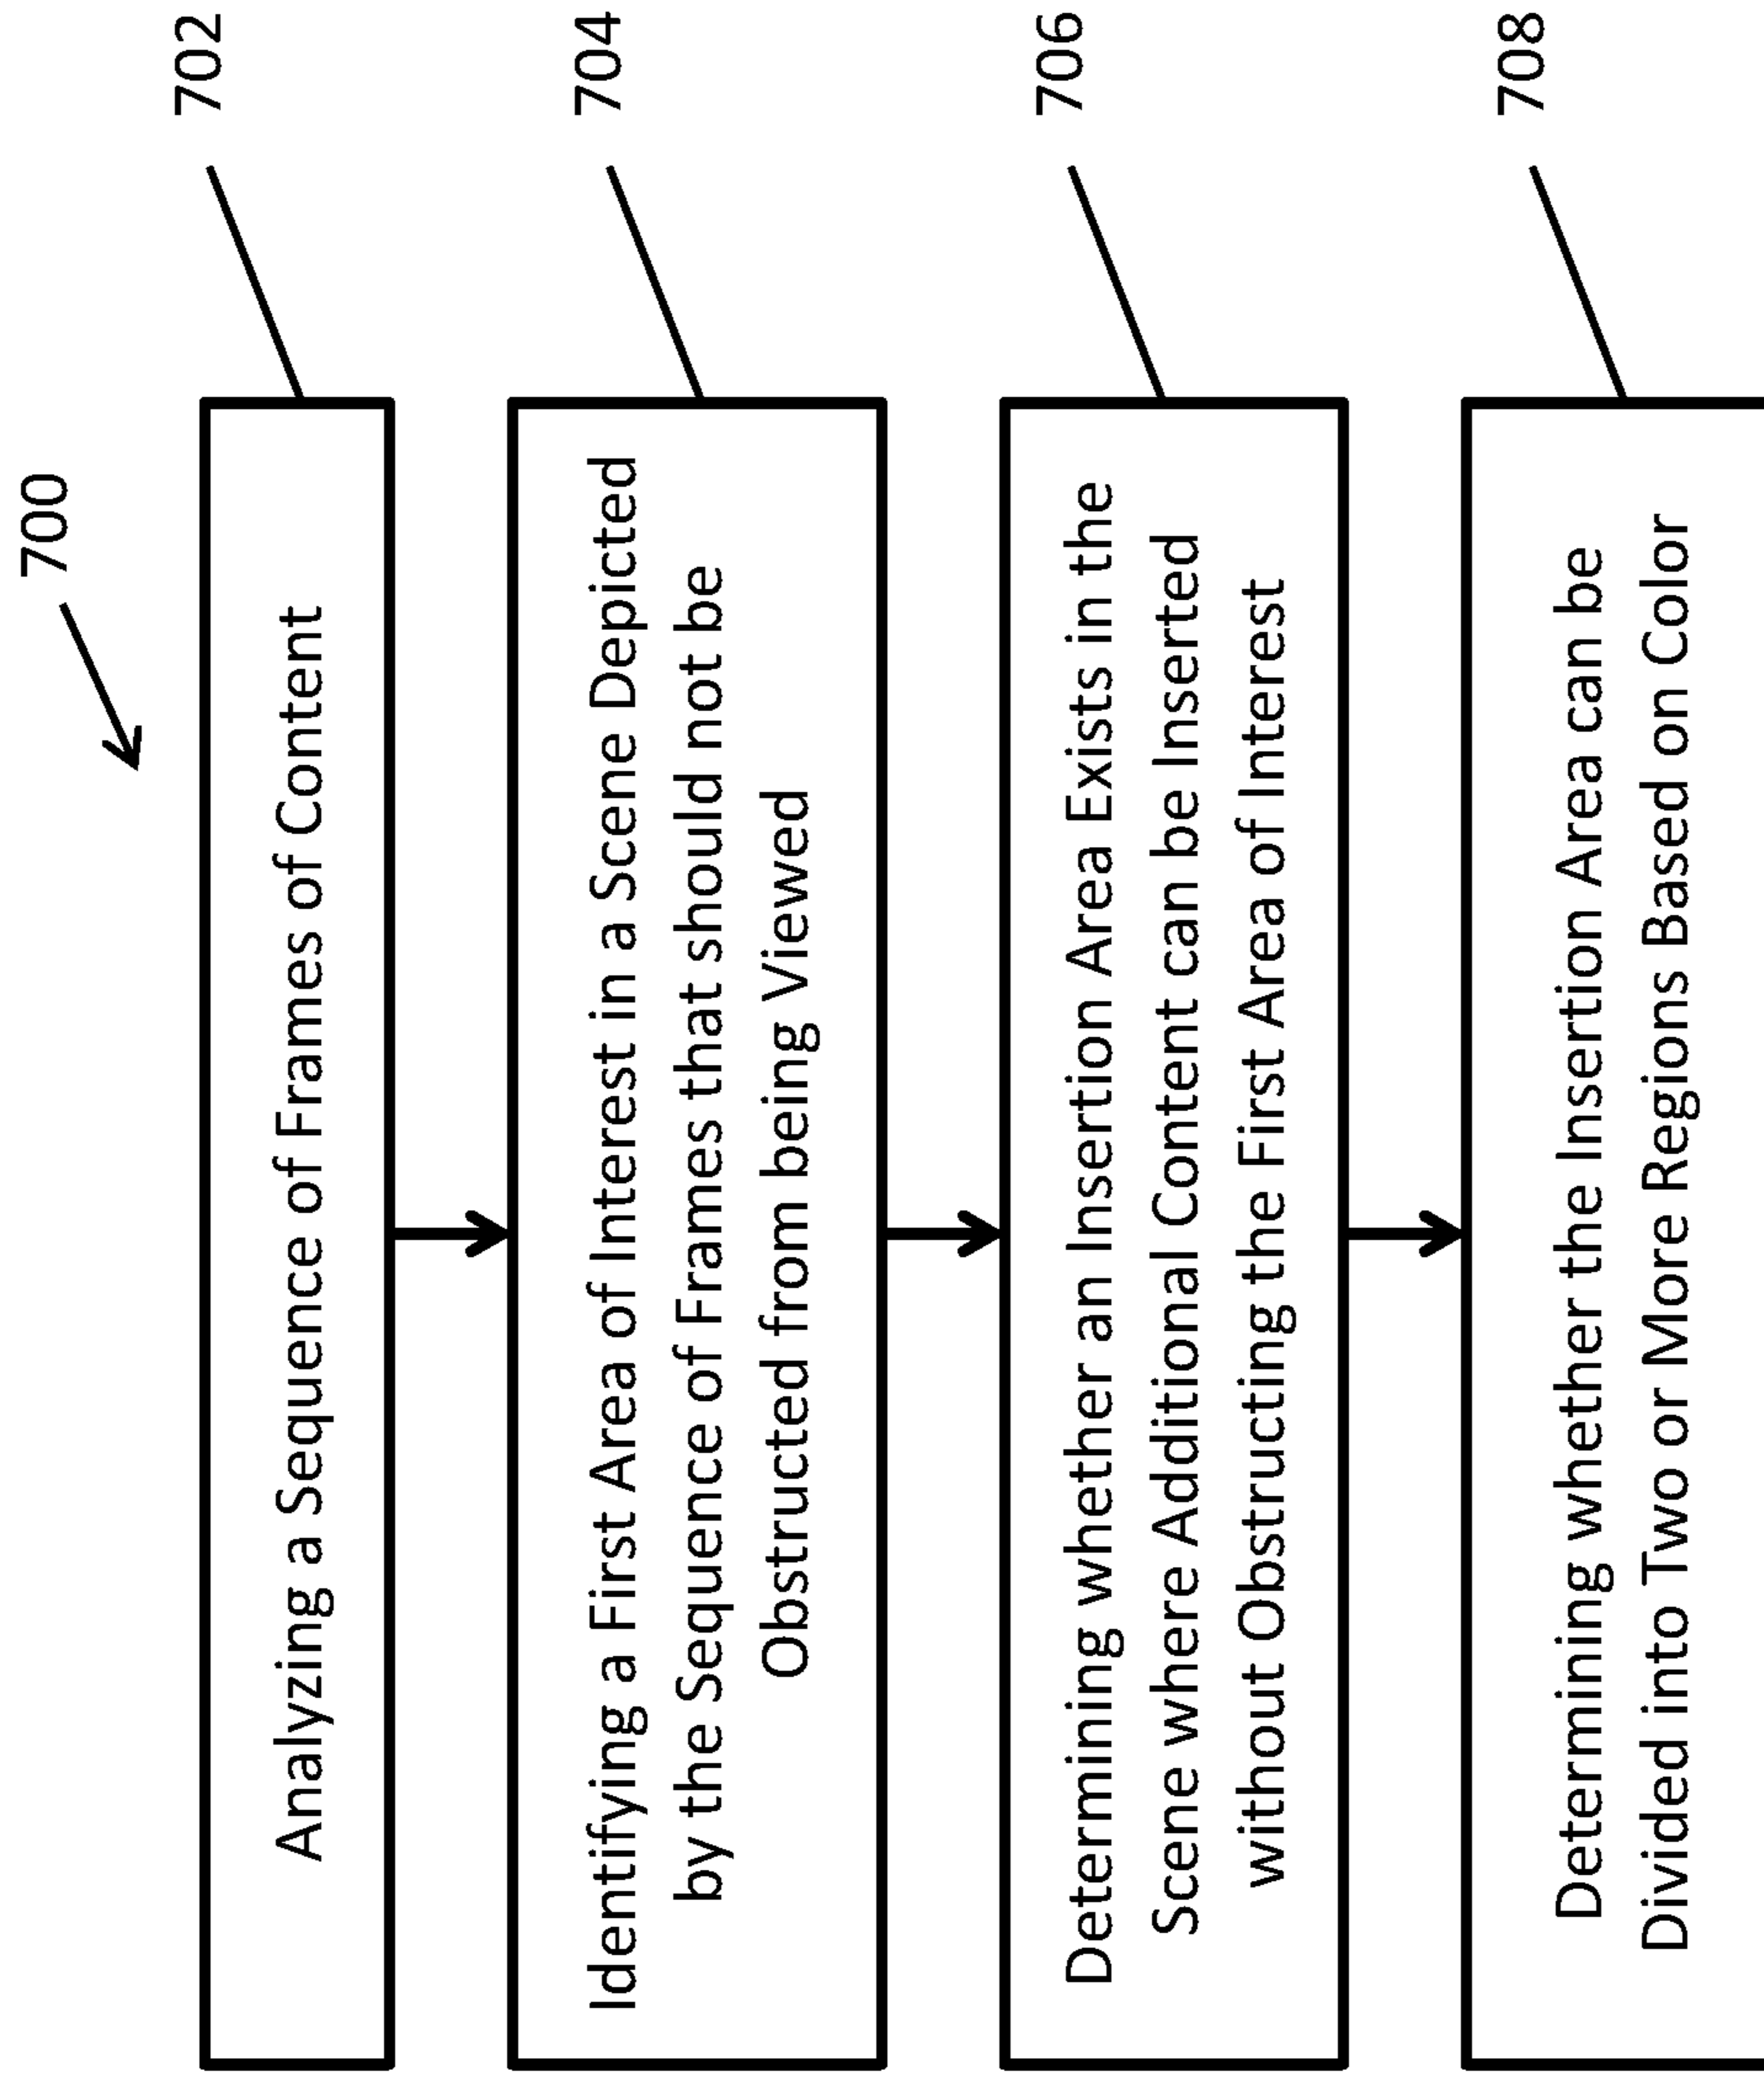 700
702
Analyzing a Sequence of Frames of Content
704
Identifying a First Area of Interest in a Scene Depicted
by the Sequence of Frames that should not be
Obstructed from being Viewed
706
Determining whether an Insertion Area Exists in the
Scene where Additional Content can be Inserted
without Obstructing the First Area of Interest
708
Determining whether the Insertion Area can be
Divided into Two or More Regions Based on Color